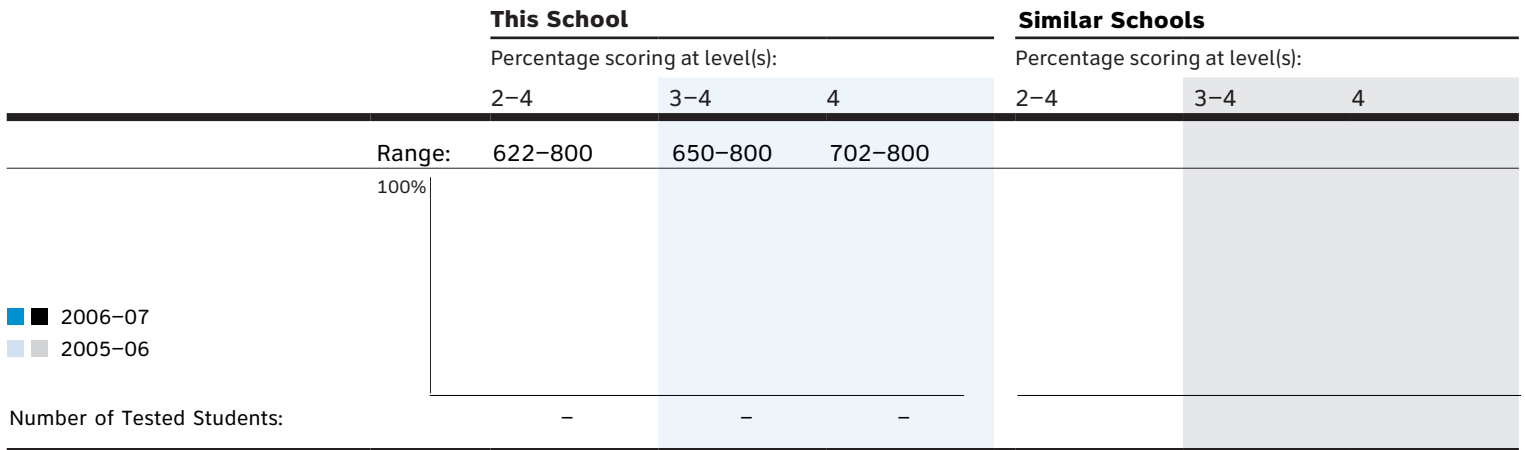 This School Similar Schools
Percentage scoring at level(s): Percentage scoring at level(s):
2–4 3–4 4 2–4 3–4 4
Range: 622–800 650–800 702–800
100%
2006–07
2005–06
Number of Tested Students: – – –